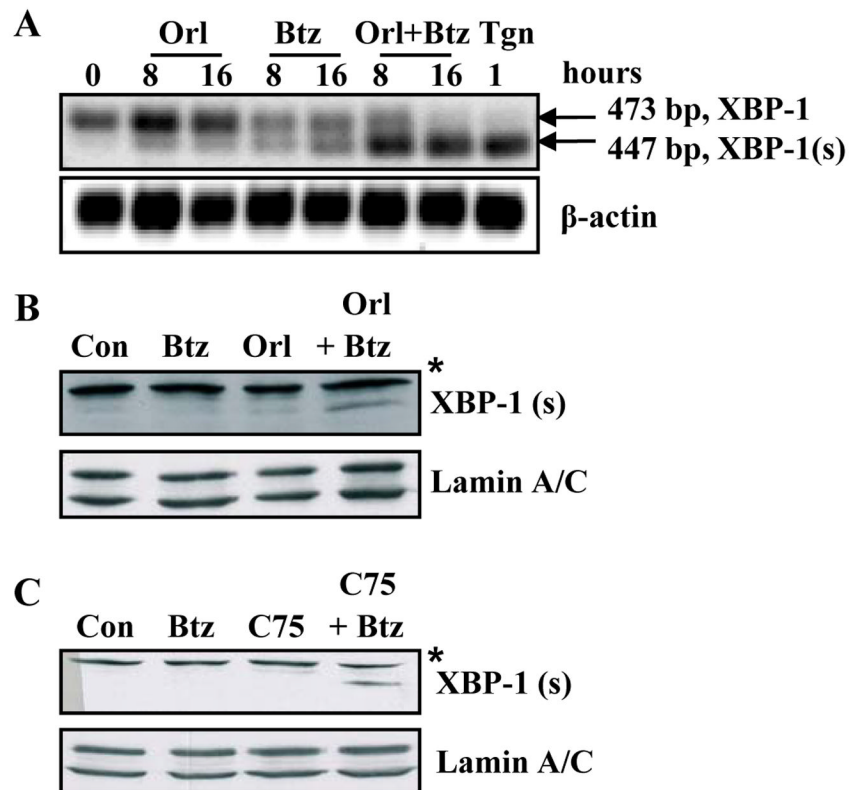 A
Orl Btz Orl+Btz Tgn
0 8 16 8 16 8 16 1 hours
473 bp, XBP-1
447 bp, XBP-1(s)
β-actin
B
Orl
Con Btz Orl + Btz
*
XBP-1 (s)
Lamin A/C
C
C75
Con Btz C75 + Btz
*
XBP-1 (s)
Lamin A/C